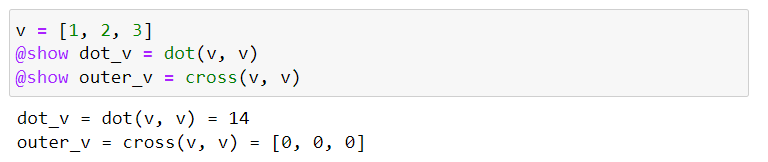 v = [1, 2, 3]
@show dot_v = dot(v, v)
@show outer_v = cross(v, v)
dot_v = dot(v, v) = 14
outer_v = cross(v, v) = [0, 0, 0]